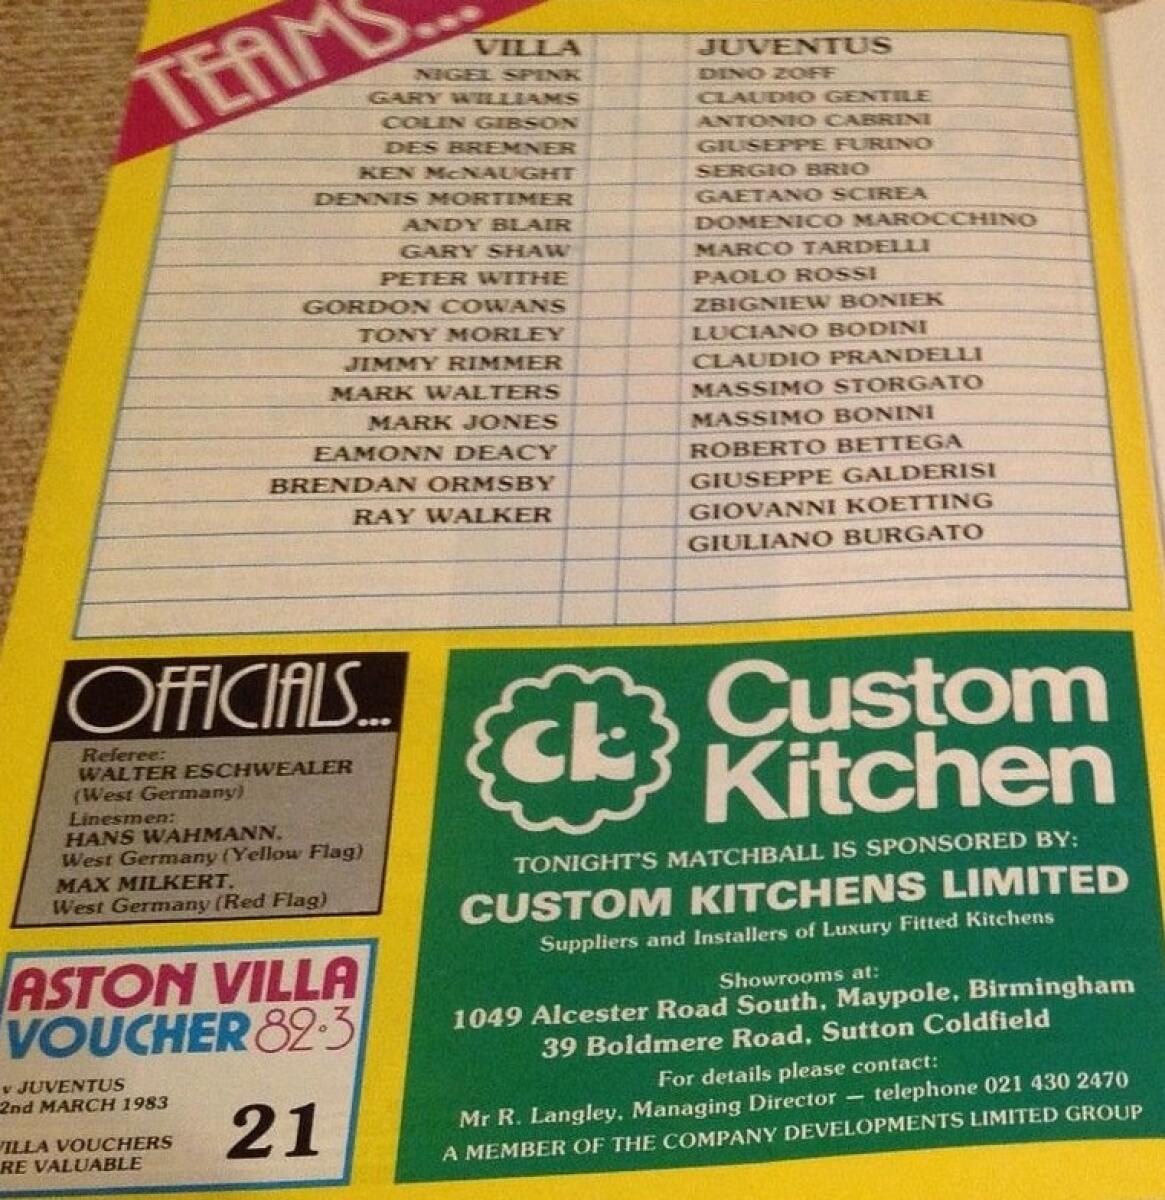 TEAMS...
VILLA
NIGEL SPINK
GARY WILLIAMS
COLIN GIBSON
DES BREMNER
KEN McNAUGHT
DENNIS MORTIMER
ANDY BLAIR
GARY SHAW
PETER WITHE
GORDON COWANS
TONY MORLEY
JIMMY RIMMER
MARK WALTERS
MARK JONES
EAMONN DEACY
BRENDAN ORMSBY
RAY WALKER
JUVENTUS
DINO ZOFF
CLAUDIO GENTILE
ANTONIO CABRINI
GIUSEPPE FURINO
SERGIO BRIO
GAETANO SCIREA
DOMENICO MAROCCHINO
MARCO TARDELLI
PAOLO ROSSI
ZBIGNIEW BONIEK
LUCIANO BODINI
CLAUDIO PRANDELLI
MASSIMO STORGATO
MASSIMO BONINI
ROBERTO BETTEGA
GIUSEPPE GALDERISI
GIOVANNI KOETTING
GIULIANO BURGATO
OFFICIALS...
Referee:
WALTER ESCHWEALER
(West Germany)
Linesmen:
HANS WAHMANN,
West Germany (Yellow Flag)
MAX MILKERT,
West Germany (Red Flag)
ASTON VILLA
VOUCHER 82·3
v JUVENTUS
2nd MARCH 1983
21
VILLA VOUCHERS
RE VALUABLE
ck
Custom
Kitchen
TONIGHT'S MATCHBALL IS SPONSORED BY:
CUSTOM KITCHENS LIMITED
Suppliers and Installers of Luxury Fitted Kitchens
Showrooms at:
1049 Alcester Road South, Maypole, Birmingham
39 Boldmere Road, Sutton Coldfield
For details please contact:
Mr R. Langley, Managing Director — telephone 021 430 2470
A MEMBER OF THE COMPANY DEVELOPMENTS LIMITED GROUP